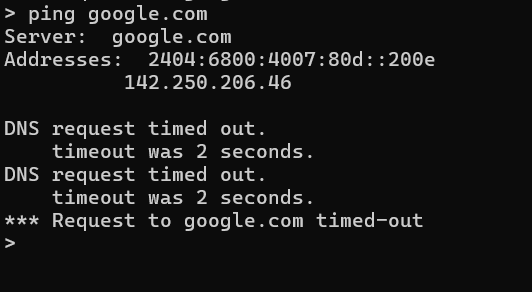 > ping google.com
Server:  google.com
Addresses:  2404:6800:4007:80d::200e
          142.250.206.46

DNS request timed out.
    timeout was 2 seconds.
DNS request timed out.
    timeout was 2 seconds.
*** Request to google.com timed-out
>